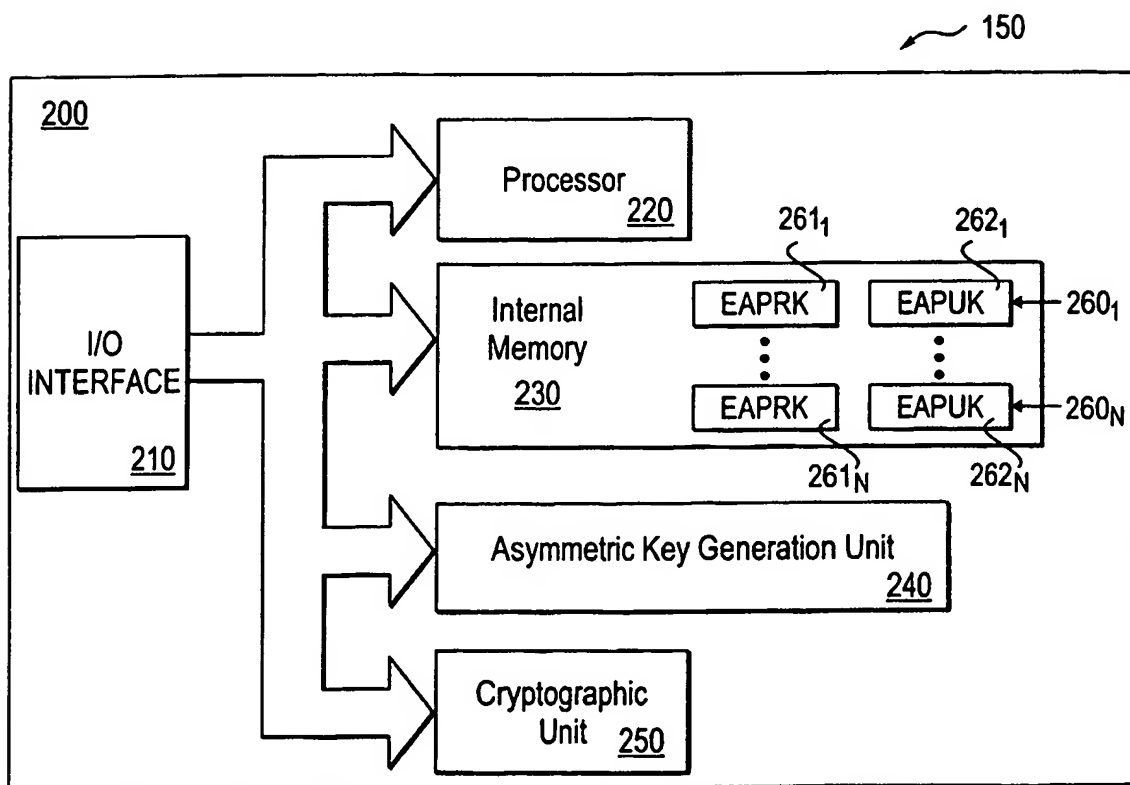 150
200
Processor
220
261₁
262₁
I/O
INTERFACE
210
Internal
Memory
230
EAPRK
EAPUK
260₁
EAPRK
EAPUK
260N
261N
262N
Asymmetric Key Generation Unit
240
Cryptographic
Unit
250